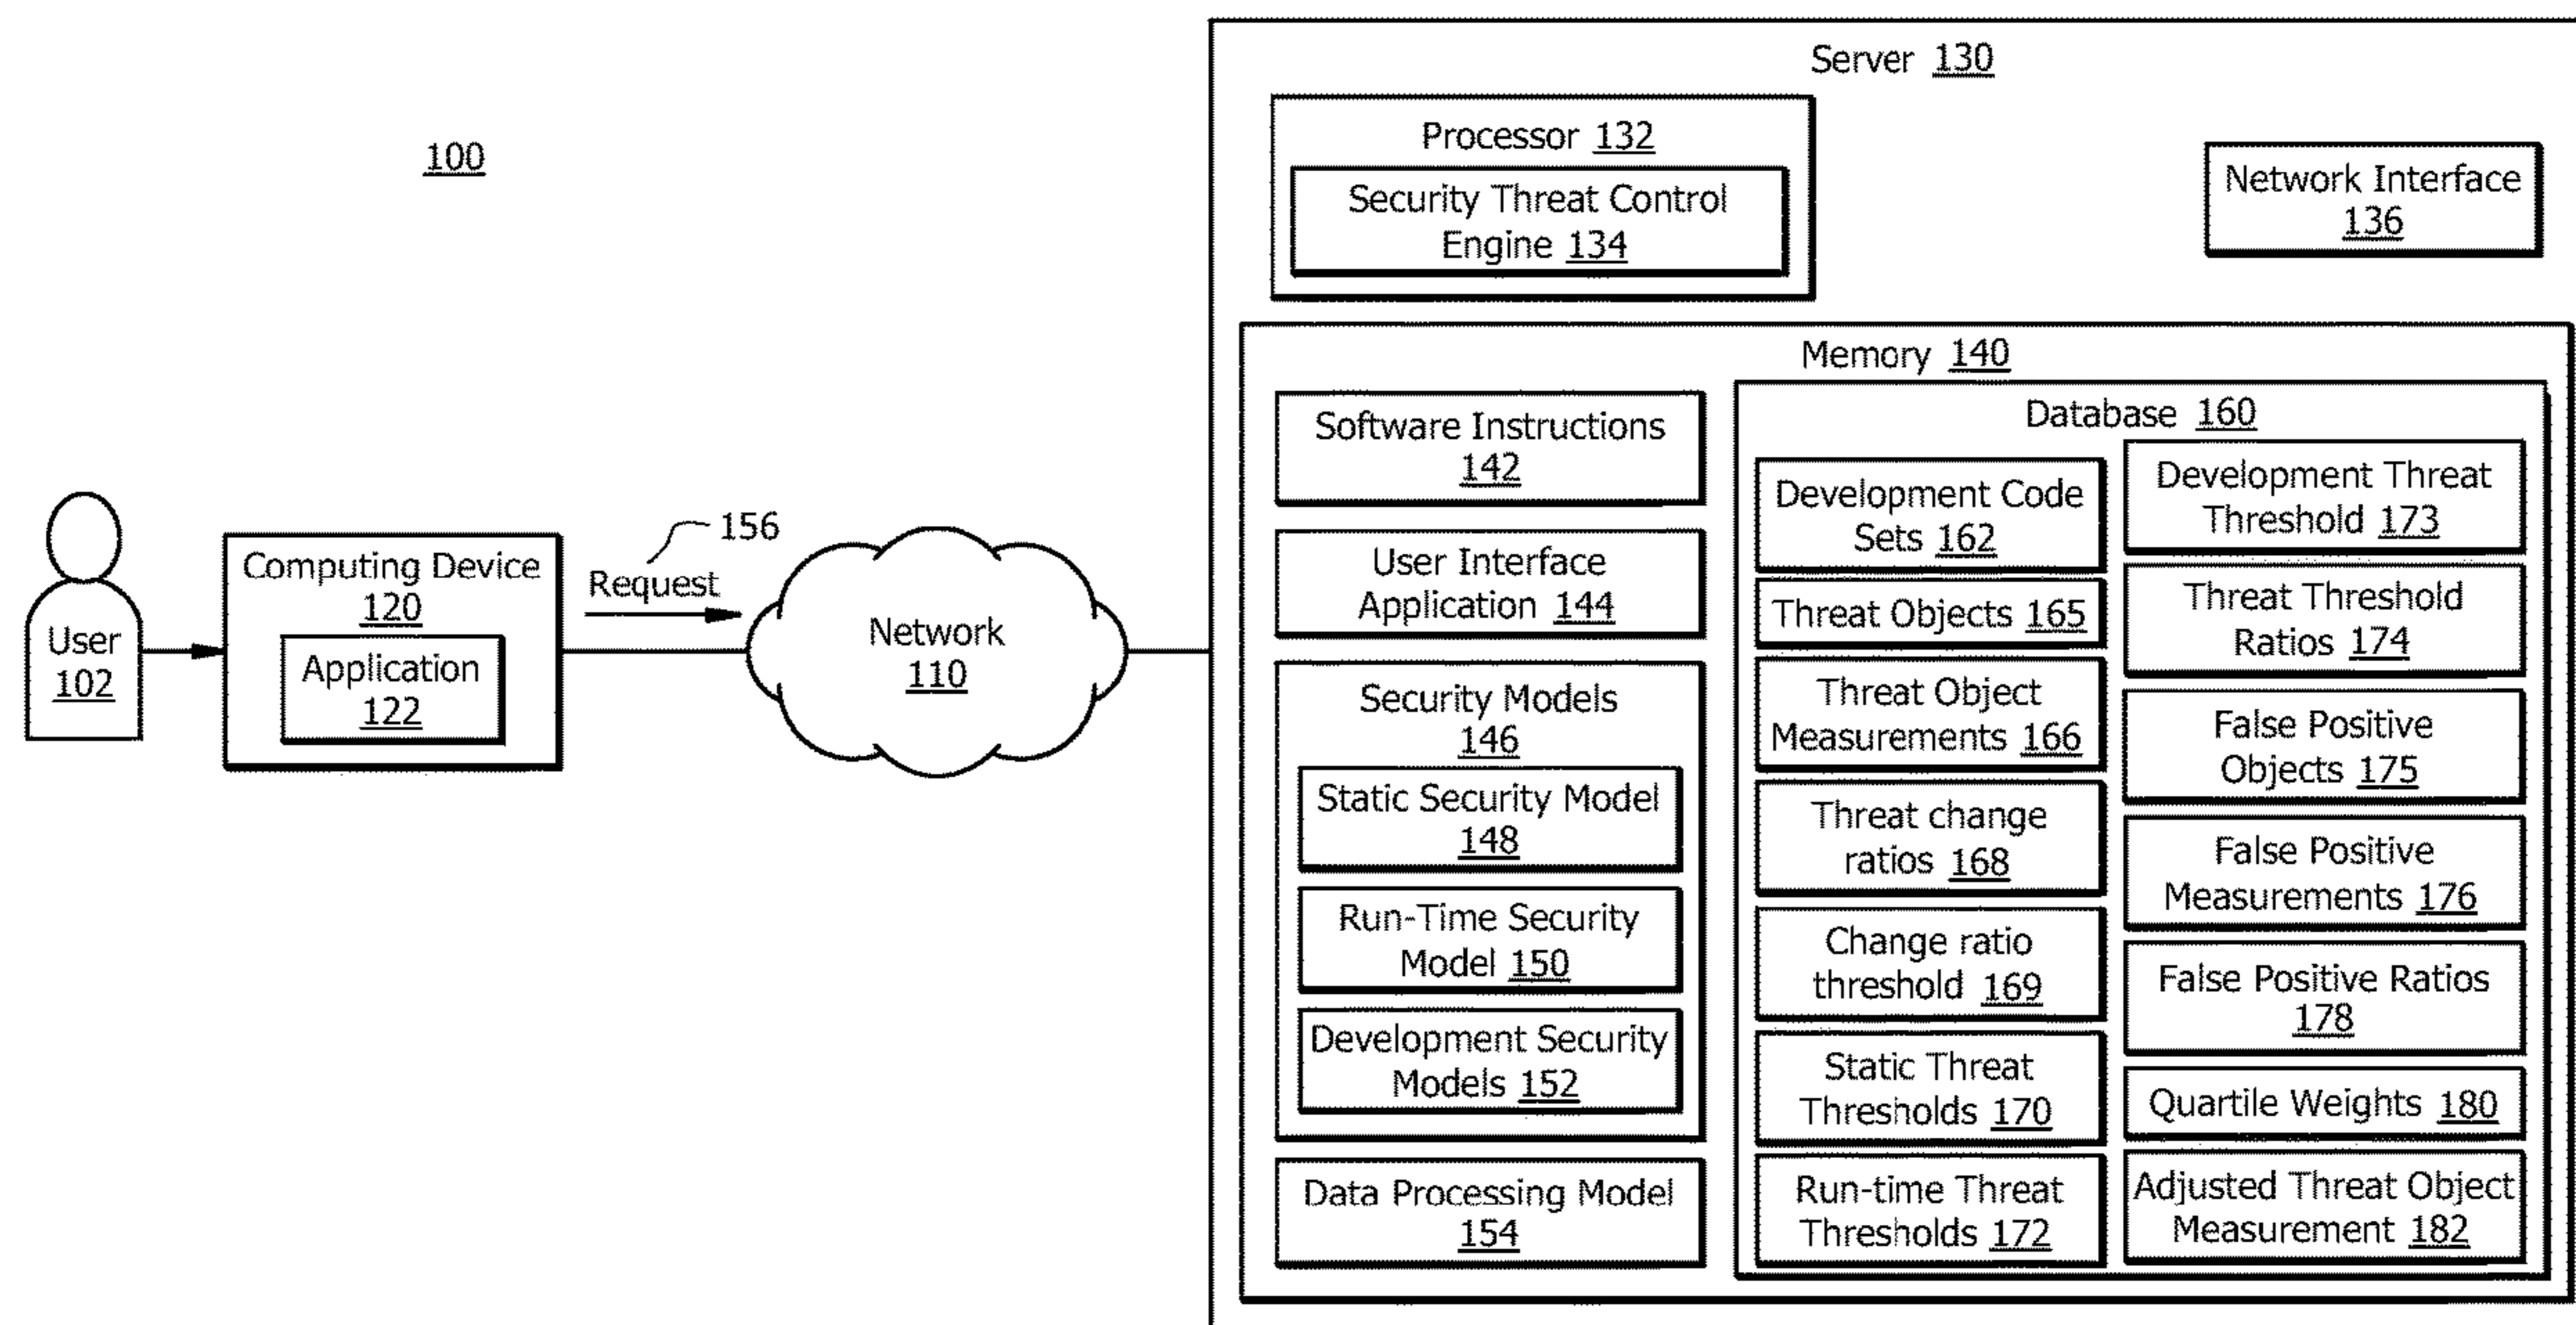 100
User
102
Computing Device
120
Application
122
156
Request
Network
110
Server 130
Processor 132
Security Threat Control
Engine 134
Network Interface
136
Memory 140
Software Instructions
142
User Interface
Application 144
Security Models
146
Static Security Model
148
Run-Time Security
Model 150
Development Security
Models 152
Data Processing Model
154
Database 160
Development Code
Sets 162
Threat Objects 165
Threat Object
Measurements 166
Threat change
ratios 168
Change ratio
threshold 169
Static Threat
Thresholds 170
Run-time Threat
Thresholds 172
Development Threat
Threshold 173
Threat Threshold
Ratios 174
False Positive
Objects 175
False Positive
Measurements 176
False Positive Ratios
178
Quartile Weights 180
Adjusted Threat Object
Measurement 182